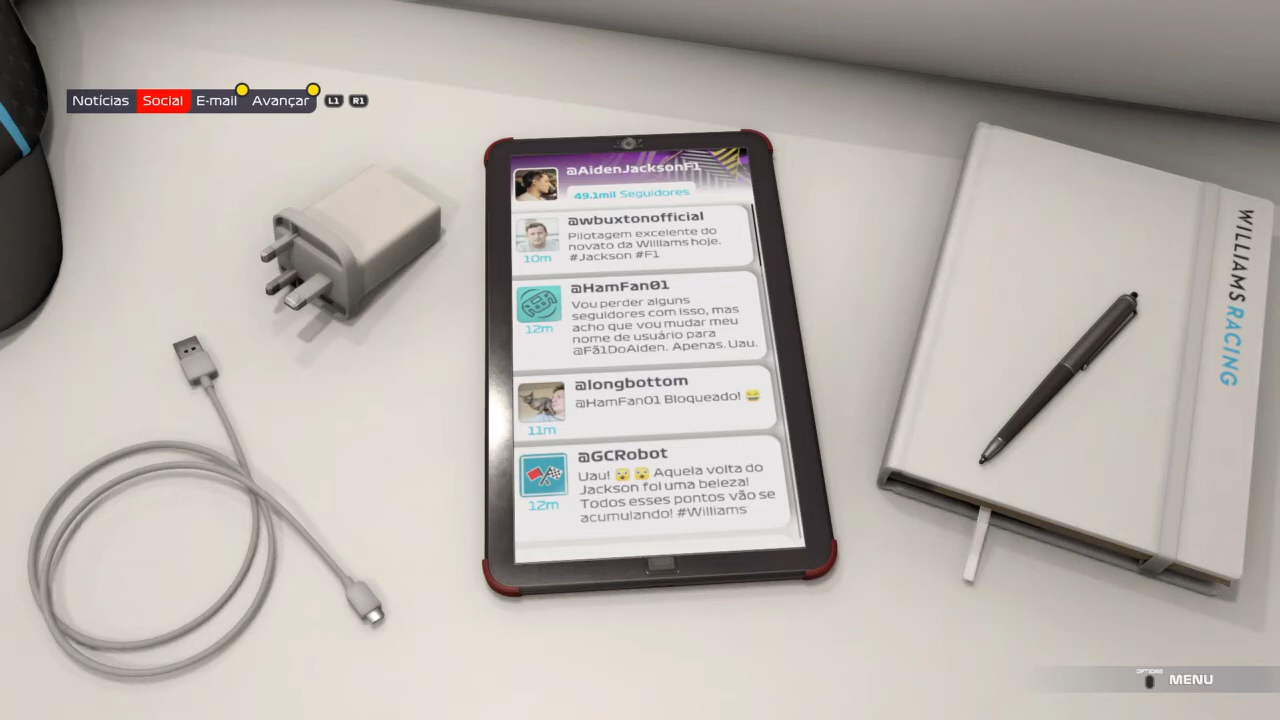 Notícias Social E-mail Avançar L1 R1
@AidenJacksonF1
49.1mil Seguidores
@wbuxtonofficial
Pilotagem excelente do
novato da Williams hoje.
#Jackson #F1
10m
@HamFan01
Vou perder alguns
seguidores com isso, mas
acho que vou mudar meu
nome de usuário para
@Fã1DoAiden. Apenas. Uau.
12m
@longbottom
@HamFan01 Bloqueado! 😂
11m
@GCRobot
Uau! 😮 😮 Aquela volta do
Jackson foi uma beleza!
Todos esses pontos vão se
acumulando! #Williams
12m
WILLIAMS RACING
OPTIONS
MENU